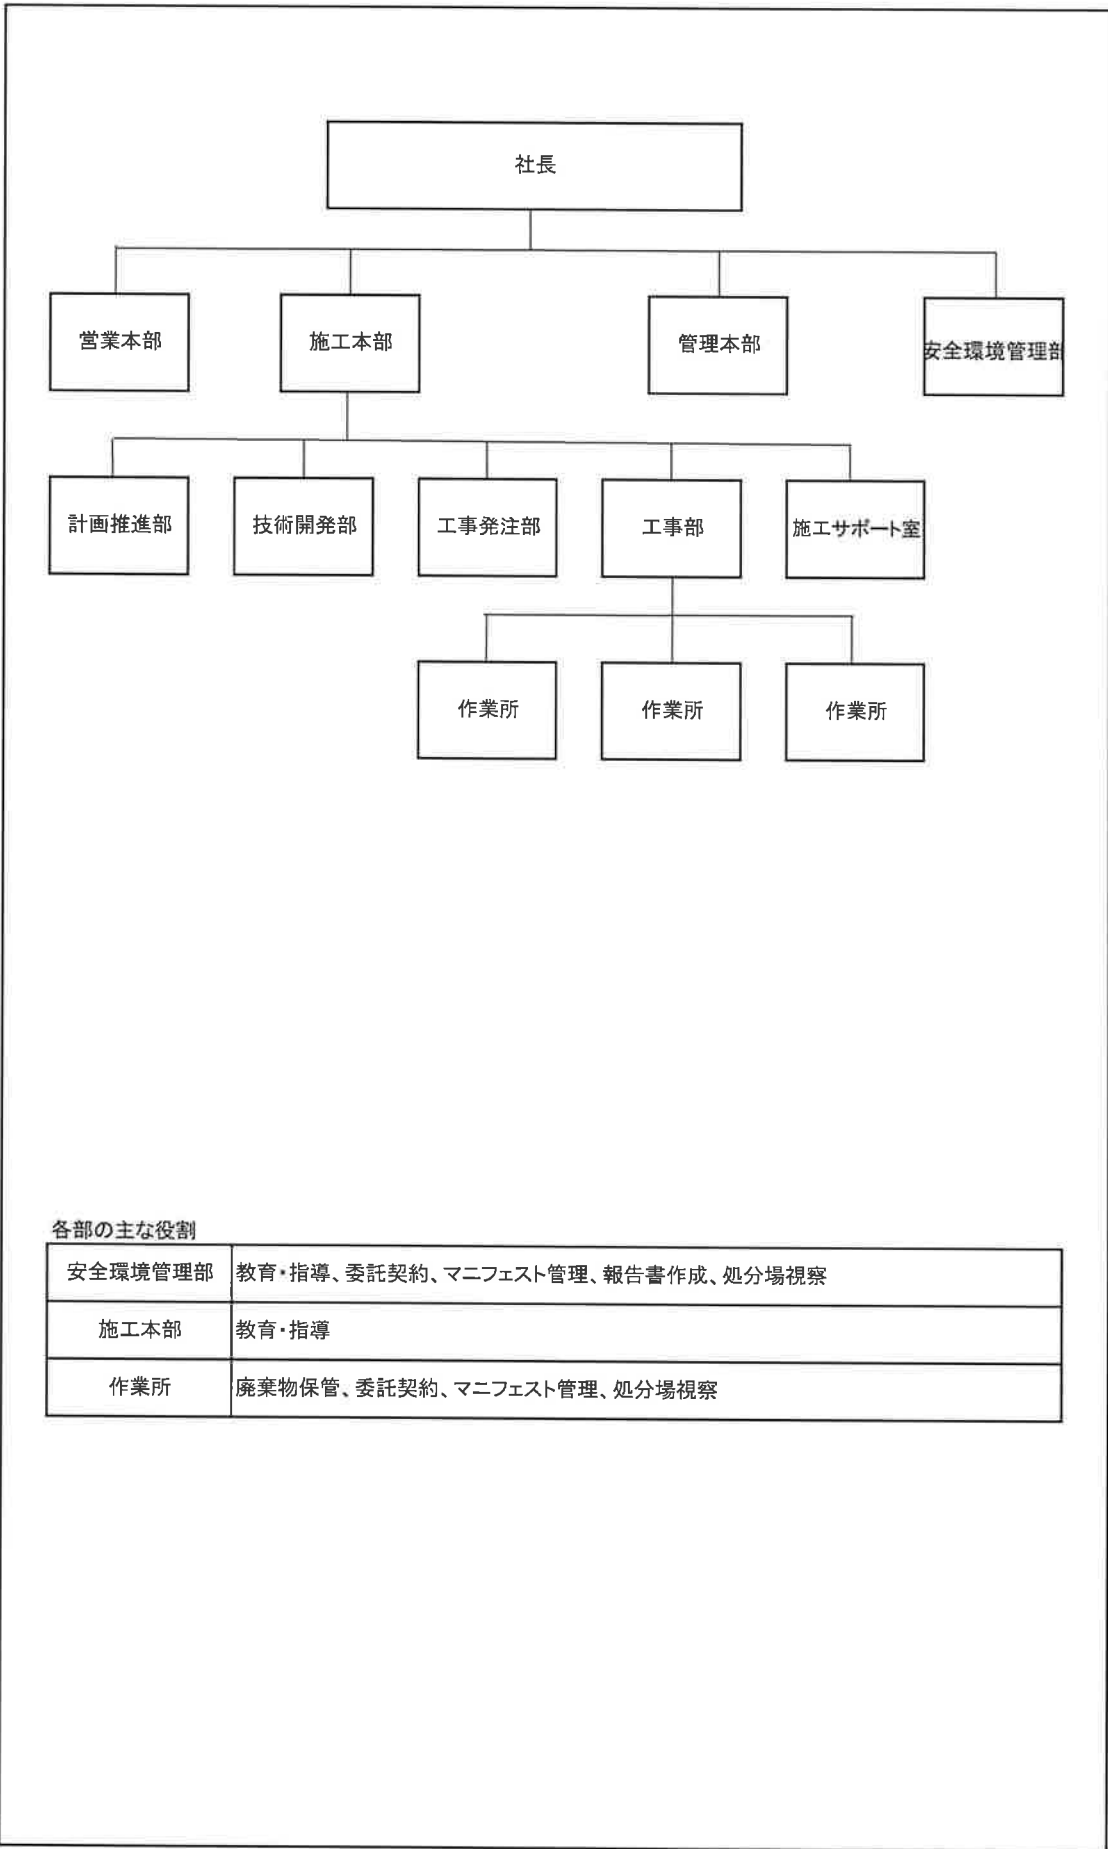 社長
営業本部
施工本部
管理本部
安全環境管理部
計画推進部
技術開発部
工事発注部
工事部
施工サポート室
作業所
作業所
作業所
各部の主な役割
安全環境管理部 教育・指導、委託契約、マニフェスト管理、報告書作成、処分場視察
施工本部 教育・指導
作業所 廃棄物保管、委託契約、マニフェスト管理、処分場視察